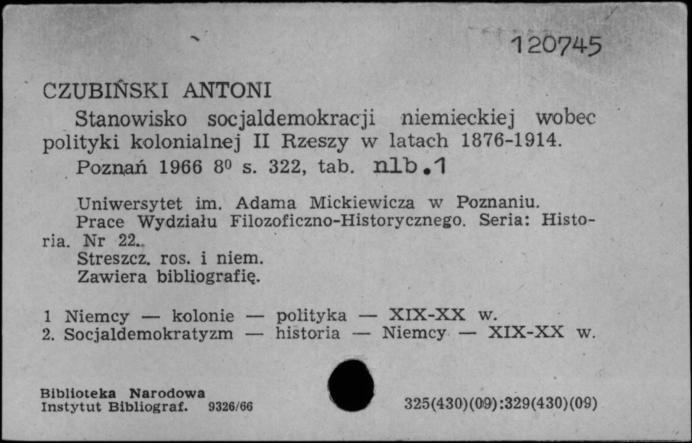 120745
CZUBIŃSKI ANTONI
Stanowisko socjaldemokracji niemieckiej wobec
polityki kolonialnej II Rzeszy w latach 1876-1914.
Poznań 1966 8⁰ s. 322, tab. nlb.1
Uniwersytet im. Adama Mickiewicza w Poznaniu.
Prace Wydziału Filozoficzno-Historycznego. Seria: Histo-
ria. Nr 22.
Streszcz. ros. i niem.
Zawiera bibliografię.
1 Niemcy — kolonie — polityka — XIX-XX w.
2. Socjaldemokratyzm — historia — Niemcy — XIX-XX w.
Biblioteka Narodowa
Instytut Bibliograf. 9326/66
325(430)(09):329(430)(09)